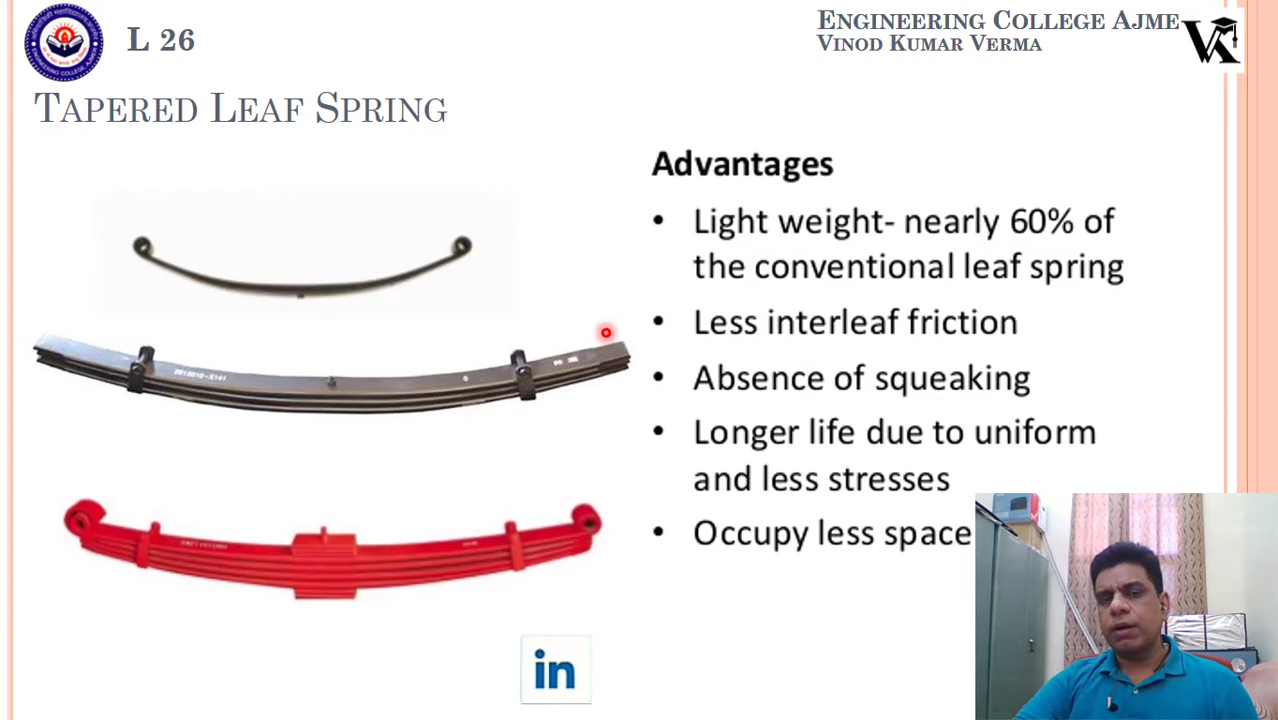 L 26
ENGINEERING COLLEGE AJME
VINOD KUMAR VERMA
TAPERED LEAF SPRING
Advantages
• Light weight- nearly 60% of
the conventional leaf spring
• Less interleaf friction
• Absence of squeaking
• Longer life due to uniform
and less stresses
• Occupy less space
in